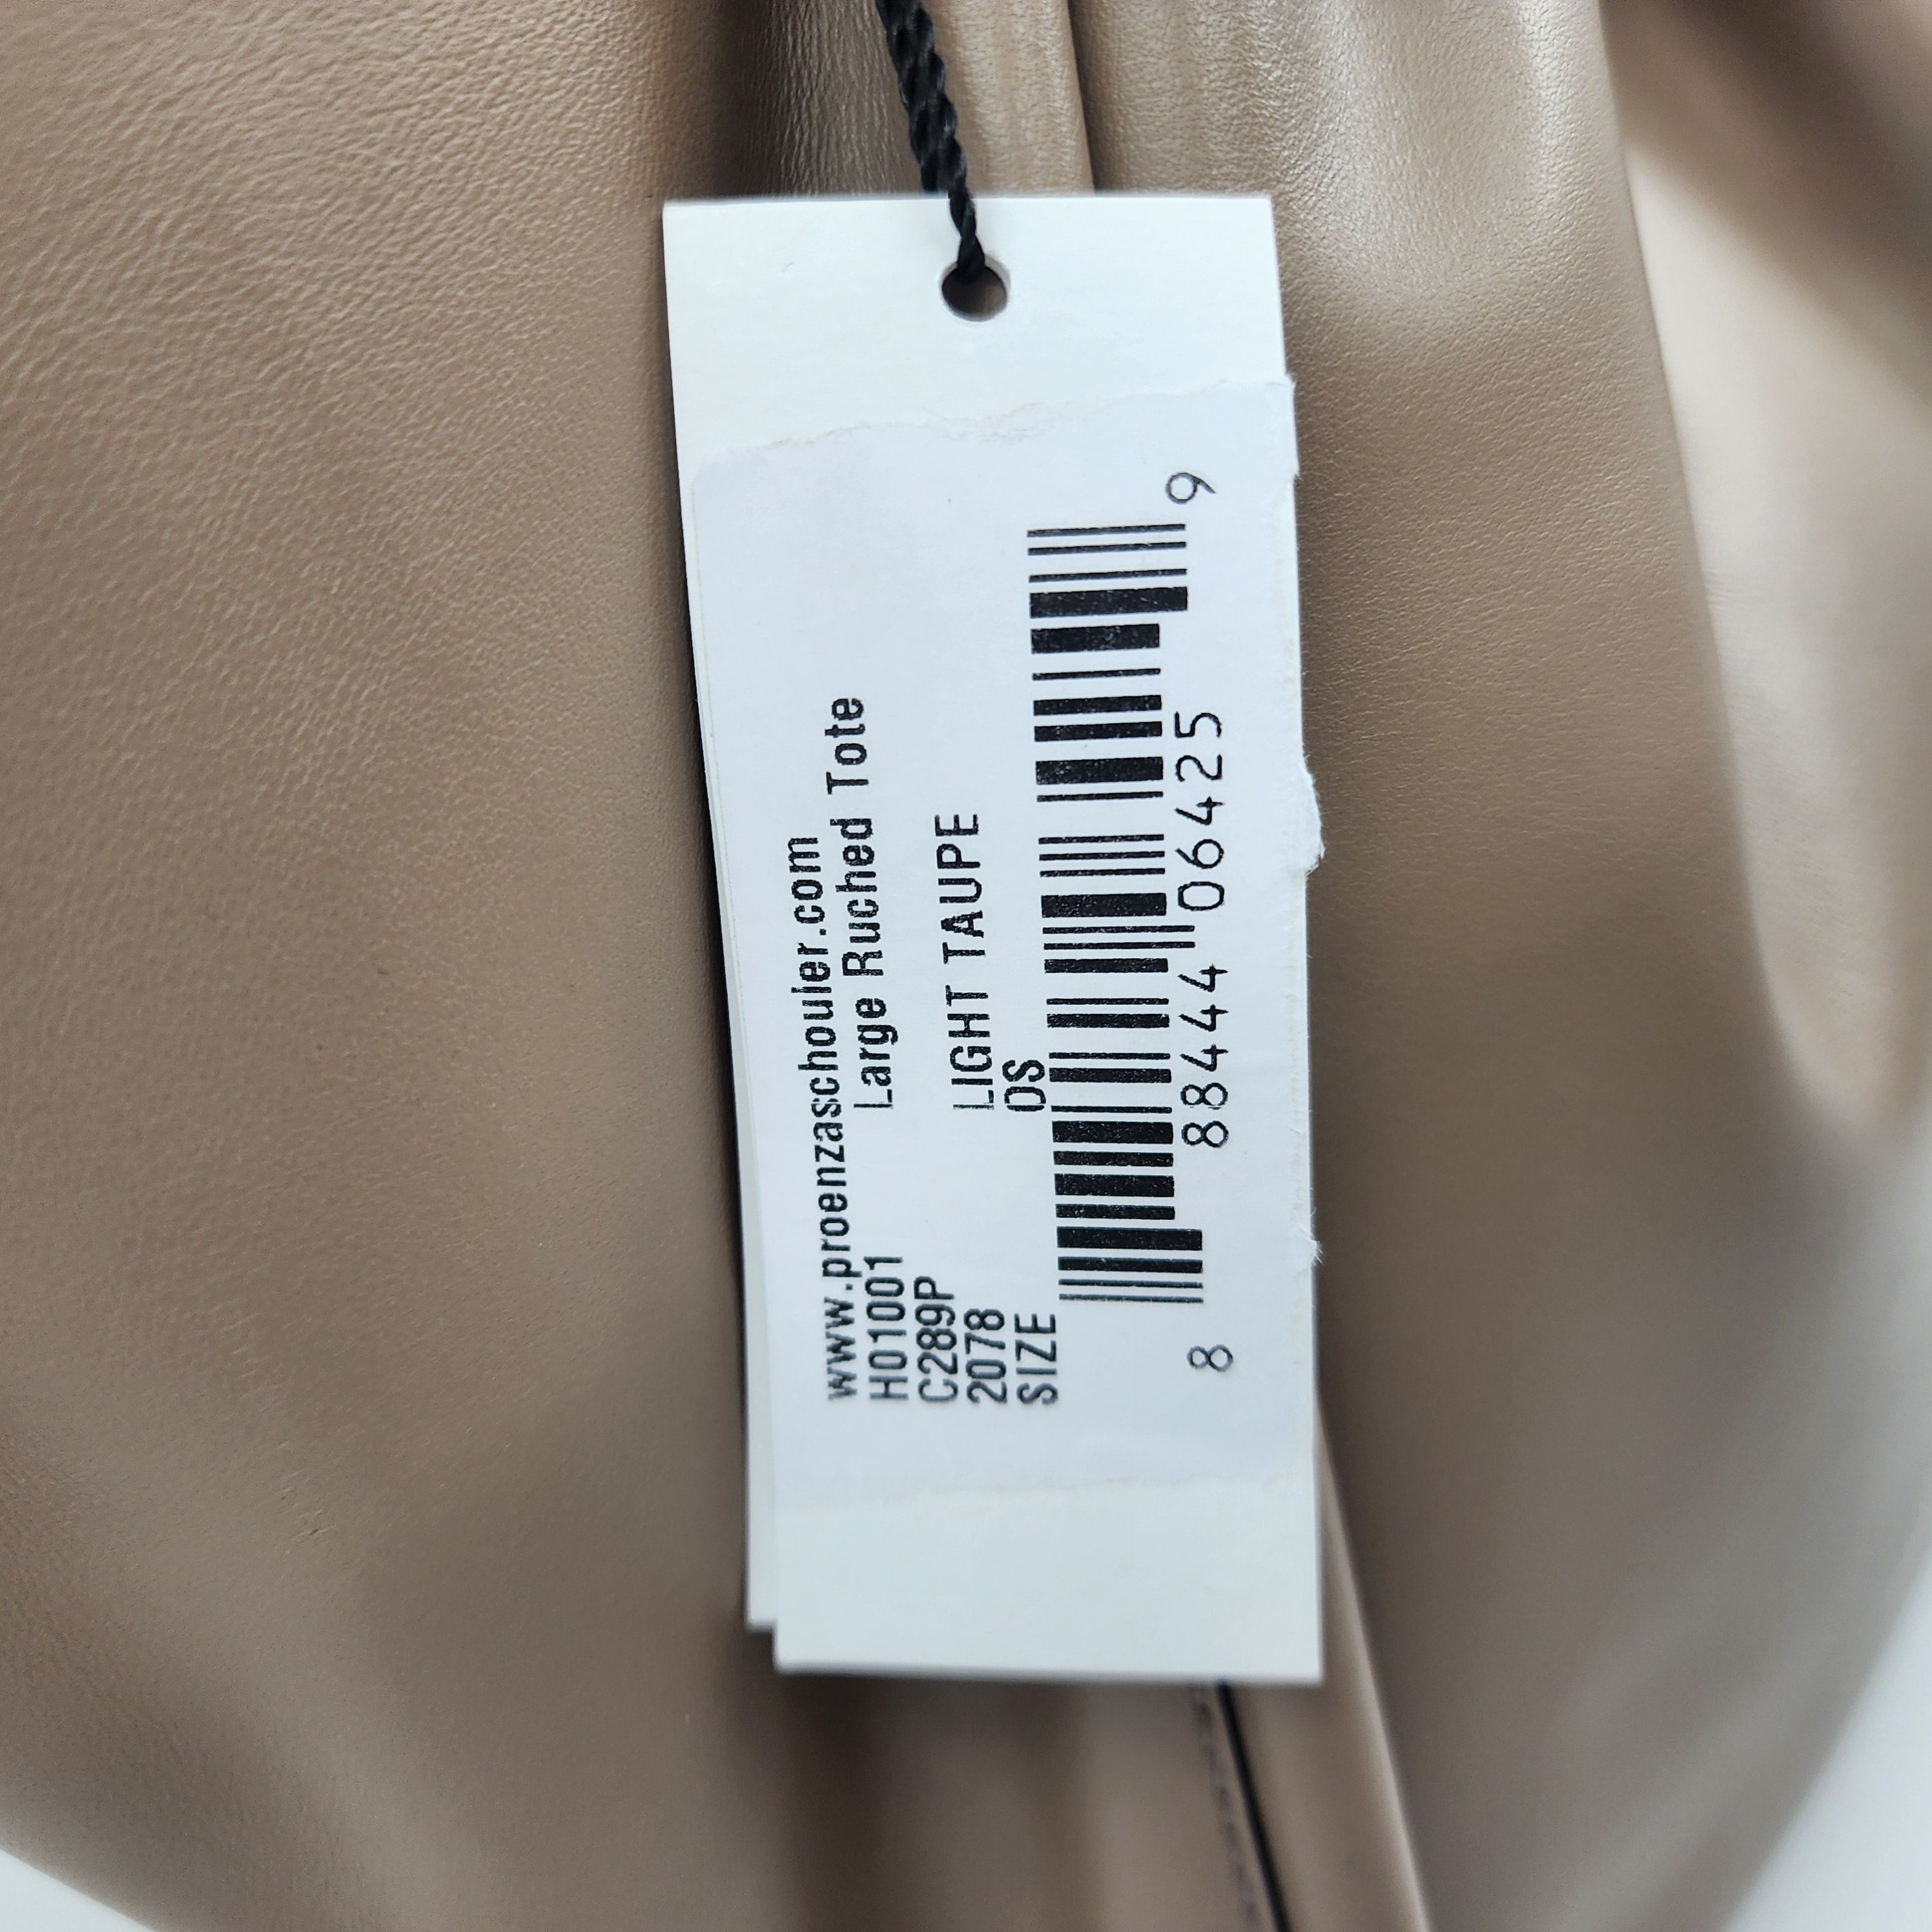 www.proenzaschouler.com
H01001 Large Ruched Tote
C289P
2078 LIGHT TAUPE
SIZE OS
8 88444 06425 9